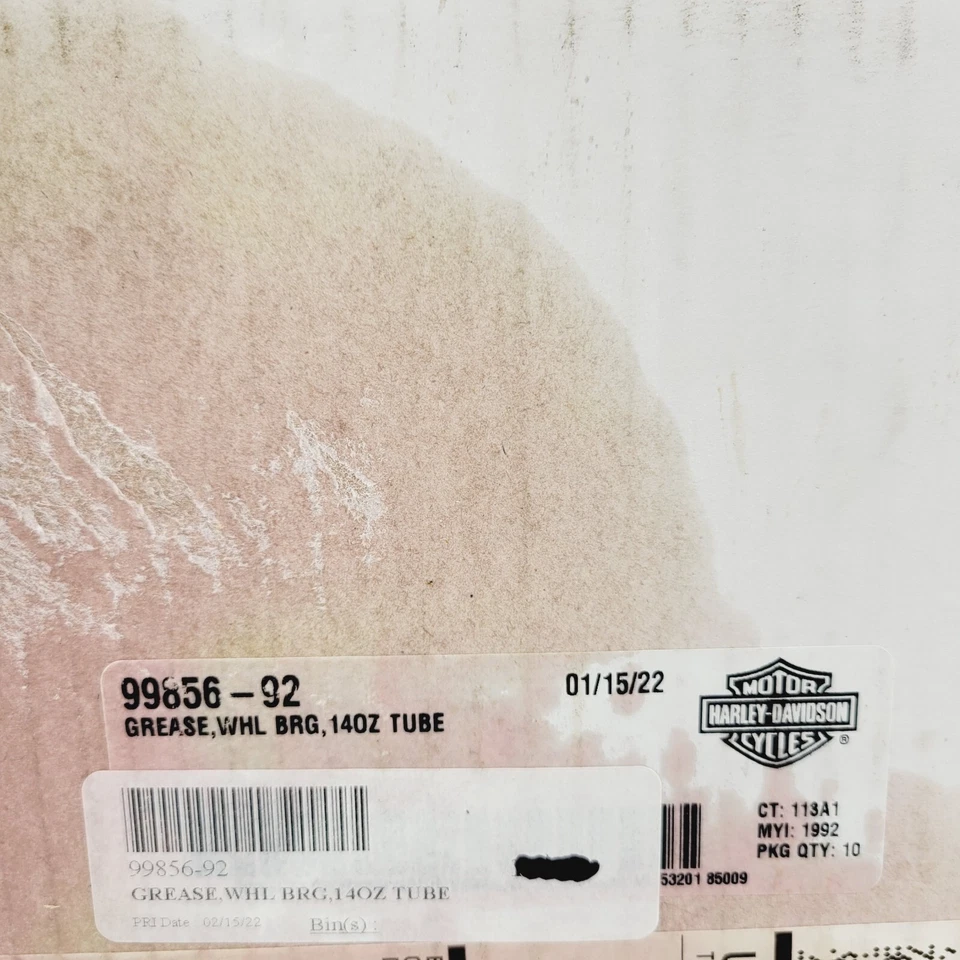 99856-92
01/15/22
GREASE,WHL BRG,14OZ TUBE
MOTOR
HARLEY-DAVIDSON
CYCLES
®
CT: 113A1
MYI: 1992
PKG QTY: 10
53201 85009
99856-92
GREASE,WHL BRG,14OZ TUBE
PRI Date 02/15/22 Bin(s) :